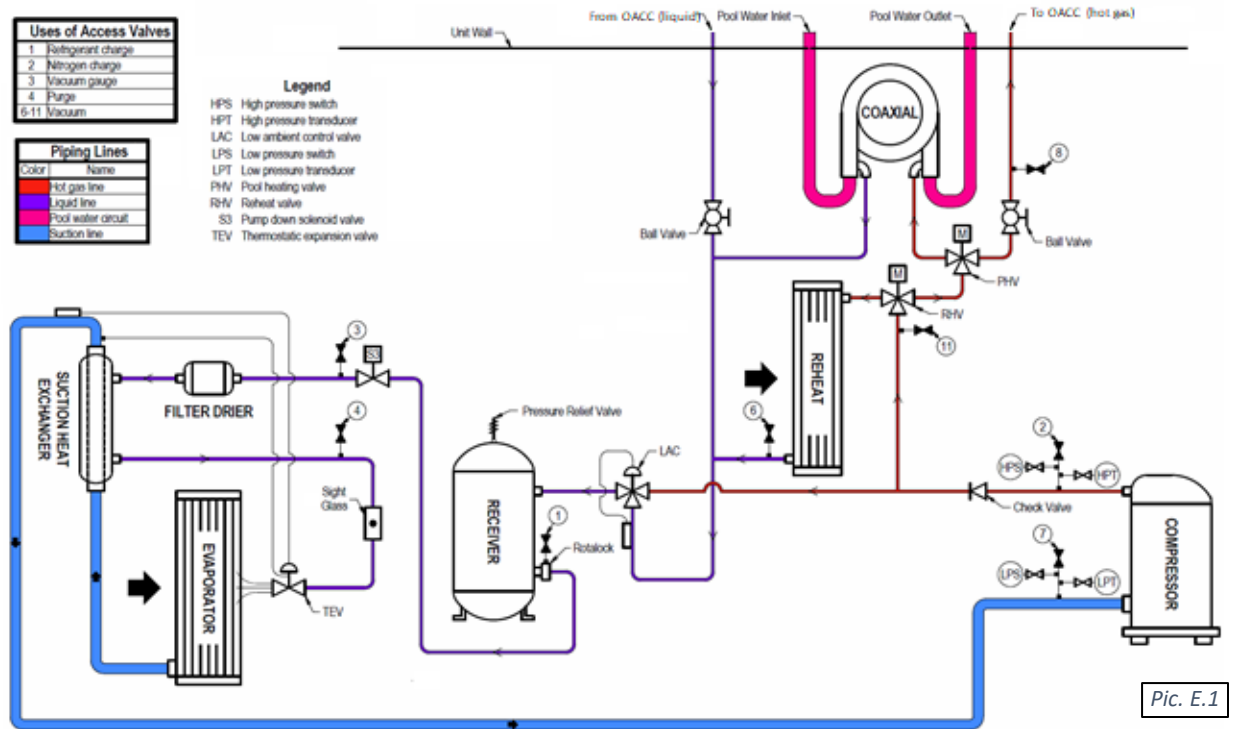 Uses of Access Valves
1 Refrigerant charge
2 Nitrogen charge
3 Vacuum gauge
4 Purge
6-11 Vacuum
Piping Lines
Color Name
Hot gas line
Liquid line
Pool water circuit
Suction line
Legend
HPS High pressure switch
HPT High pressure transducer
LAC Low ambient control valve
LPS Low pressure switch
LPT Low pressure transducer
PHV Pool heating valve
RHV Reheat valve
S3 Pump down solenoid valve
TEV Thermostatic expansion valve
From OACC (liquid)
Pool Water Inlet
Pool Water Outlet
To OACC (hot gas)
Unit Wall
COAXIAL
8
Ball Valve
M
Ball Valve
PHV
M
RHV
11
REHEAT
3
S3
SUCTION HEAT
EXCHANGER
FILTER DRIER
4
Pressure Relief Valve
6
LAC
2
HPS
HPT
Check Valve
Sight
Glass
RECEIVER
1
Rotalock
7
LPS
LPT
COMPRESSOR
EVAPORATOR
TEV
Pic. E.1